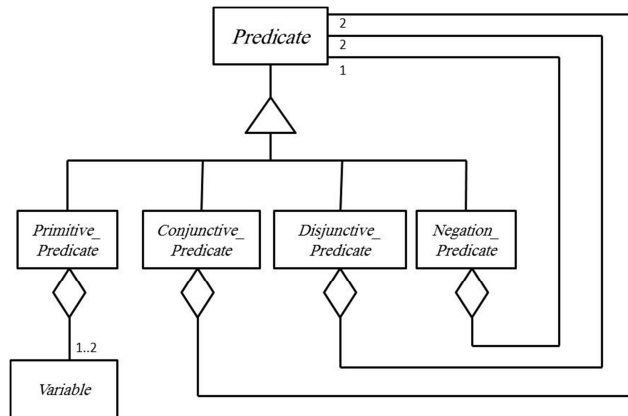 Predicate
2
2
1
Primitive_
Predicate
Conjunctive_
Predicate
Disjunctive_
Predicate
Negation_
Predicate
1..2
Variable